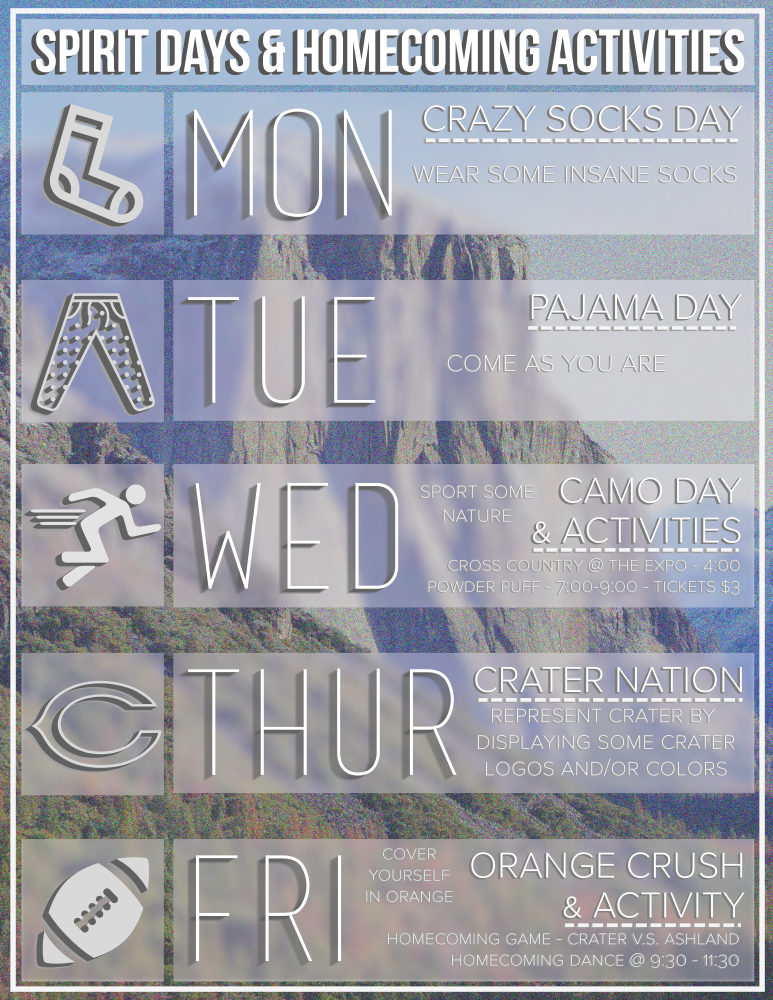 SPIRIT DAYS & HOMECOMING ACTIVITIES
MON
CRAZY SOCKS DAY
WEAR SOME INSANE SOCKS
TUE
PAJAMA DAY
COME AS YOU ARE
WED
SPORT SOME
NATURE
CAMO DAY
& ACTIVITIES
CROSS COUNTRY @ THE EXPO - 4:00
POWDER PUFF - 7:00-9:00 - TICKETS $3
C
THUR
CRATER NATION
REPRESENT CRATER BY
DISPLAYING SOME CRATER
LOGOS AND/OR COLORS
FRI
COVER
YOURSELF
IN ORANGE
ORANGE CRUSH
& ACTIVITY
HOMECOMING GAME - CRATER V.S. ASHLAND
HOMECOMING DANCE @ 9:30 - 11:30